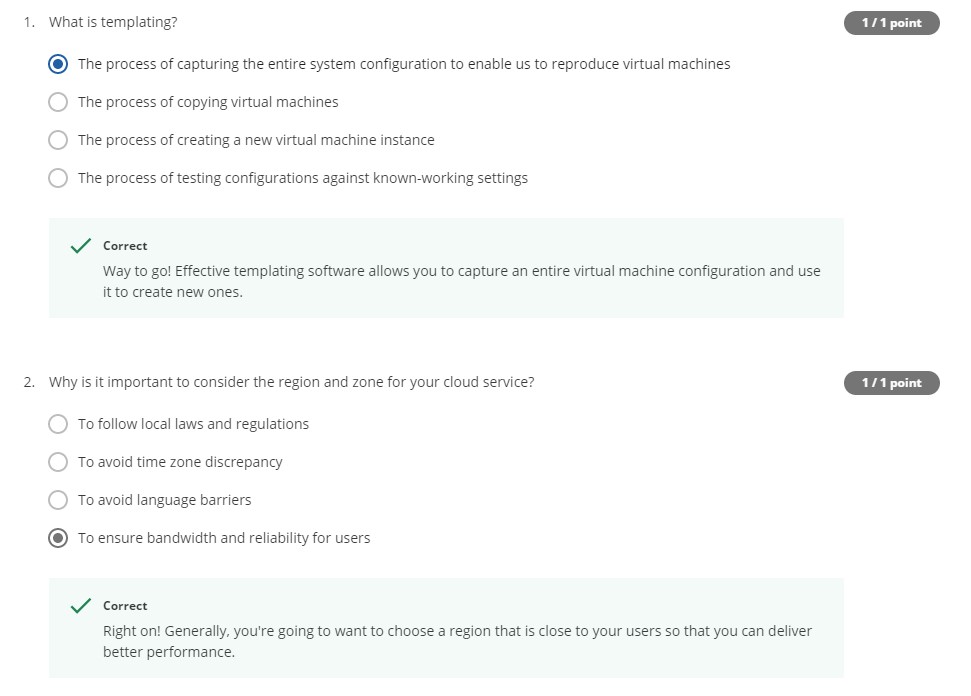 1. What is templating?
1 / 1 point
The process of capturing the entire system configuration to enable us to reproduce virtual machines
The process of copying virtual machines
The process of creating a new virtual machine instance
The process of testing configurations against known-working settings
Correct
Way to go! Effective templating software allows you to capture an entire virtual machine configuration and use
it to create new ones.
2. Why is it important to consider the region and zone for your cloud service?
1 / 1 point
To follow local laws and regulations
To avoid time zone discrepancy
To avoid language barriers
To ensure bandwidth and reliability for users
Correct
Right on! Generally, you're going to want to choose a region that is close to your users so that you can deliver
better performance.